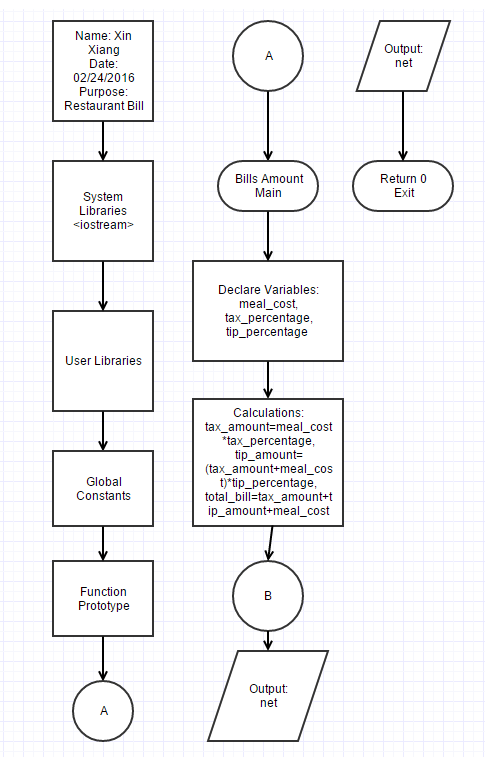 Name: Xin
Xiang
Date:
02/24/2016
Purpose:
Restaurant Bill
System
Libraries
<iostream>
User Libraries
Global
Constants
Function
Prototype
A
A
Bills Amount
Main
Declare Variables:
meal_cost,
tax_percentage,
tip_percentage
Calculations:
tax_amount=meal_cost
*tax_percentage,
tip_amount=
(tax_amount+meal_cos
t)*tip_percentage,
total_bill=tax_amount+t
ip_amount+meal_cost
B
Output:
net
Output:
net
Return 0
Exit